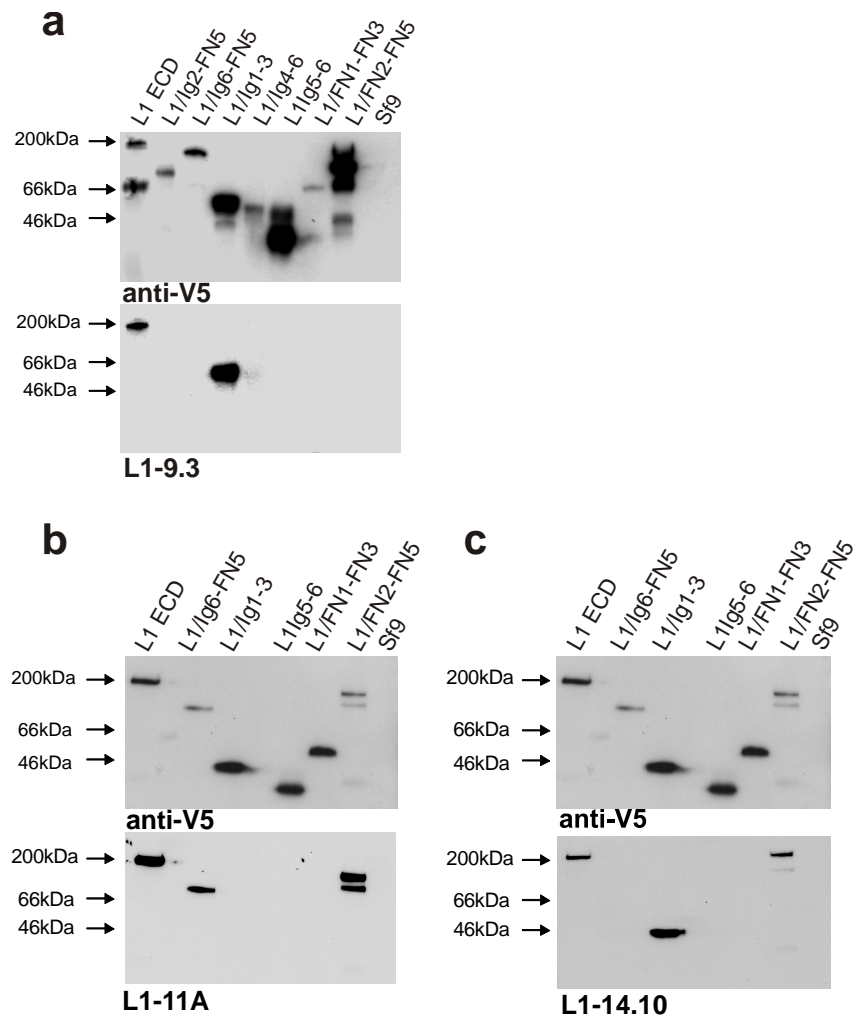 a
L1 ECD
L1/Ig2-FN5
L1/Ig6-FN5
L1/Ig1-3
L1/Ig4-6
L1Ig5-6
L1/FN1-FN3
L1/FN2-FN5
Sf9
200kDa
66kDa
46kDa
anti-V5
200kDa
66kDa
46kDa
L1-9.3
b
L1 ECD
L1/Ig6-FN5
L1/Ig1-3
L1Ig5-6
L1/FN1-FN3
L1/FN2-FN5
Sf9
200kDa
66kDa
46kDa
anti-V5
200kDa
66kDa
46kDa
L1-11A
c
L1 ECD
L1/Ig6-FN5
L1/Ig1-3
L1Ig5-6
L1/FN1-FN3
L1/FN2-FN5
Sf9
200kDa
66kDa
46kDa
anti-V5
200kDa
66kDa
46kDa
L1-14.10